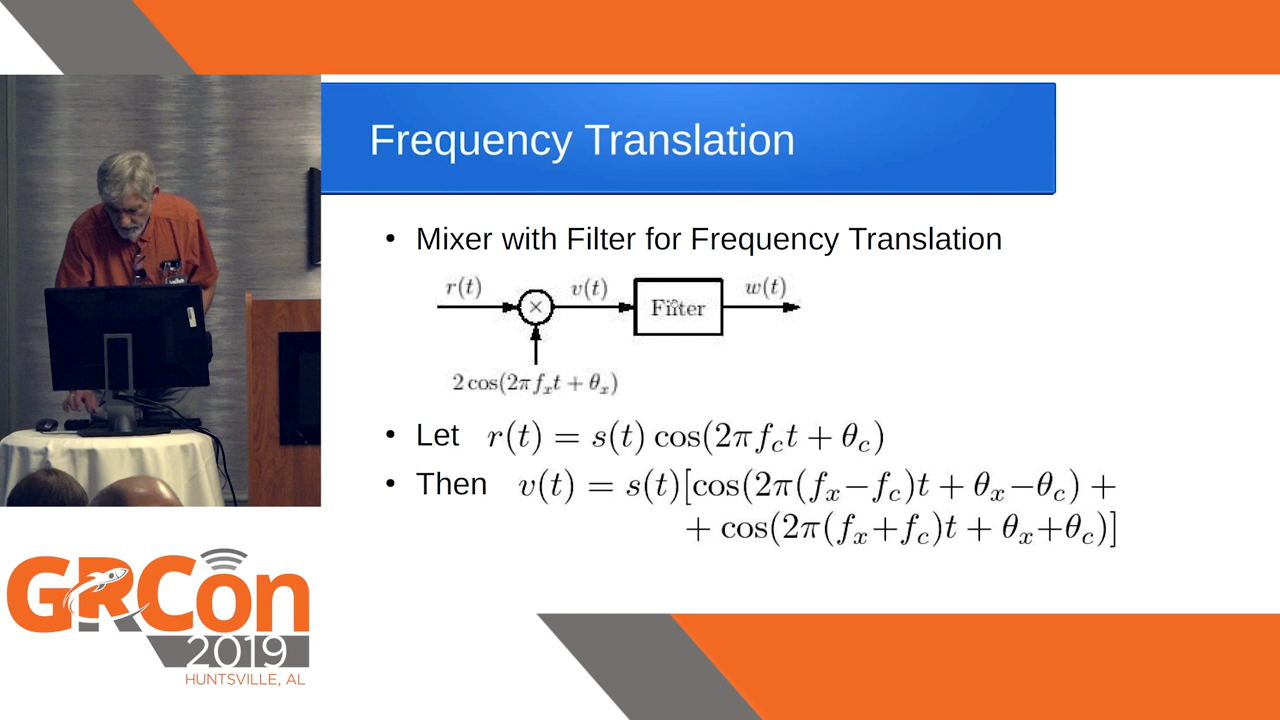 Frequency Translation
• Mixer with Filter for Frequency Translation
r(t) v(t) Filter w(t)
×
2 cos(2πfₓt + θₓ)
• Let r(t) = s(t) cos(2πf_c t + θ_c)
• Then v(t) = s(t)[cos(2π(fₓ−f_c)t + θₓ−θ_c) +
+ cos(2π(fₓ+f_c)t + θₓ+θ_c)]
GRCon
2019
HUNTSVILLE, AL